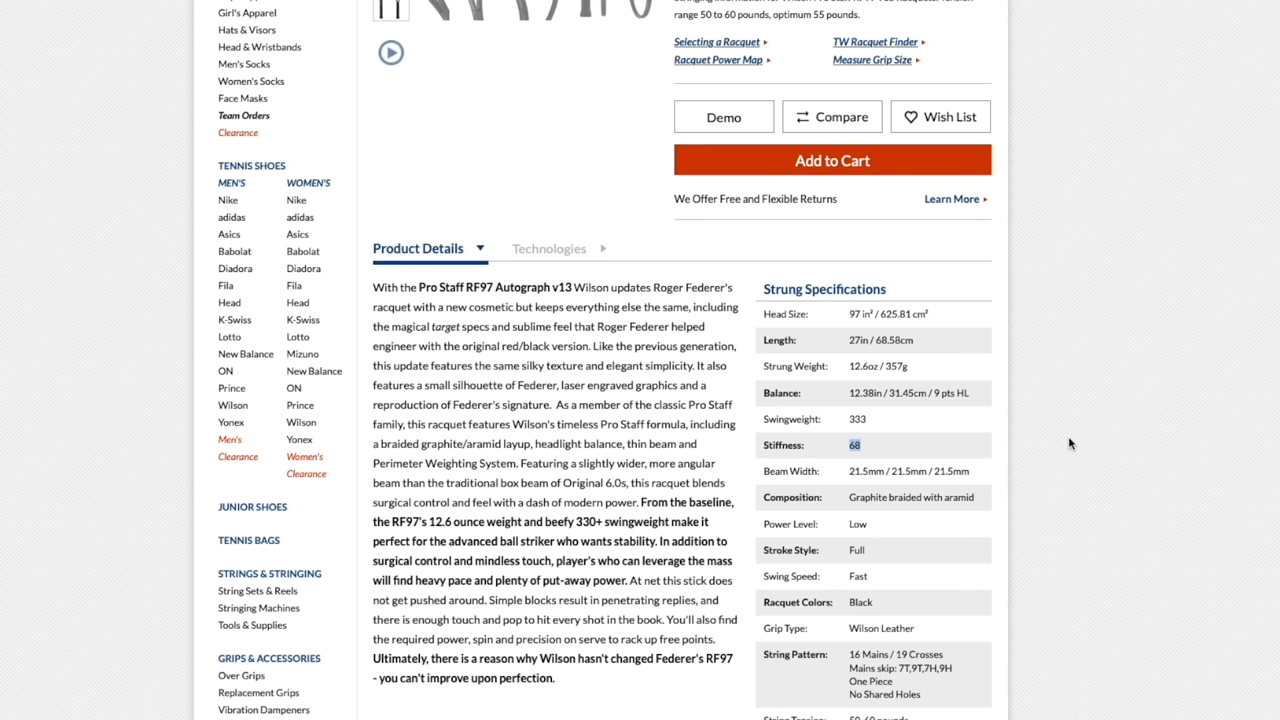 Girl's Apparel
Hats & Visors
Head & Wristbands
Men's Socks
Women's Socks
Face Masks
Team Orders
Clearance
TENNIS SHOES
MEN'S WOMEN'S
Nike Nike
adidas adidas
Asics Asics
Babolat Babolat
Diadora Diadora
Fila Fila
Head Head
K-Swiss K-Swiss
Lotto Lotto
New Balance Mizuno
ON New Balance
Prince ON
Wilson Prince
Yonex Wilson
Men's Yonex
Clearance Women's
Clearance
JUNIOR SHOES
TENNIS BAGS
STRINGS & STRINGING
String Sets & Reels
Stringing Machines
Tools & Supplies
GRIPS & ACCESSORIES
Over Grips
Replacement Grips
Vibration Dampeners
range 50 to 60 pounds, optimum 55 pounds.
Selecting a Racquet TW Racquet Finder
Racquet Power Map Measure Grip Size
Demo Compare Wish List
Add to Cart
We Offer Free and Flexible Returns Learn More
Product Details Technologies
With the Pro Staff RF97 Autograph v13 Wilson updates Roger Federer's
racquet with a new cosmetic but keeps everything else the same, including
the magical target specs and sublime feel that Roger Federer helped
engineer with the original red/black version. Like the previous generation,
this update features the same silky texture and elegant simplicity. It also
features a small silhouette of Federer, laser engraved graphics and a
reproduction of Federer's signature. As a member of the classic Pro Staff
family, this racquet features Wilson's timeless Pro Staff formula, including
a braided graphite/aramid layup, headlight balance, thin beam and
Perimeter Weighting System. Featuring a slightly wider, more angular
beam than the traditional box beam of Original 6.0s, this racquet blends
surgical control and feel with a dash of modern power. From the baseline,
the RF97's 12.6 ounce weight and beefy 330+ swingweight make it
perfect for the advanced ball striker who wants stability. In addition to
surgical control and mindless touch, player's who can leverage the mass
will find heavy pace and plenty of put-away power. At net this stick does
not get pushed around. Simple blocks result in penetrating replies, and
there is enough touch and pop to hit every shot in the book. You'll also find
the required power, spin and precision on serve to rack up free points.
Ultimately, there is a reason why Wilson hasn't changed Federer's RF97
- you can't improve upon perfection.
Strung Specifications
Head Size: 97 in² / 625.81 cm²
Length: 27in / 68.58cm
Strung Weight: 12.6oz / 357g
Balance: 12.38in / 31.45cm / 9 pts HL
Swingweight: 333
Stiffness: 68
Beam Width: 21.5mm / 21.5mm / 21.5mm
Composition: Graphite braided with aramid
Power Level: Low
Stroke Style: Full
Swing Speed: Fast
Racquet Colors: Black
Grip Type: Wilson Leather
String Pattern: 16 Mains / 19 Crosses
Mains skip: 7T,9T,7H,9H
One Piece
No Shared Holes